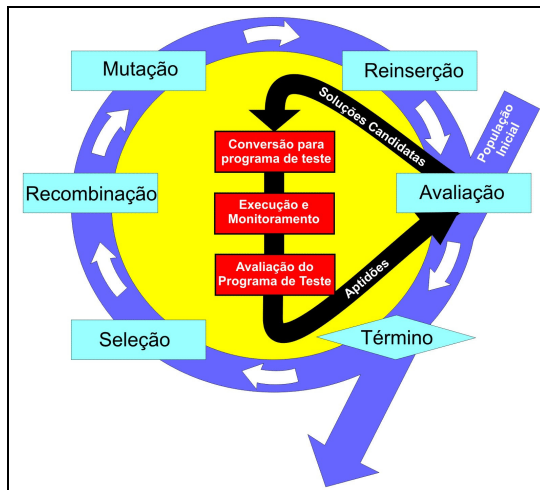 Mutação
Reinserção
Soluções Candidatas
População
Inicial
Conversão para
programa de teste
Recombinação
Execução e
Monitoramento
Avaliação
Avaliação do
Programa de Teste
Aptidões
Seleção
Término